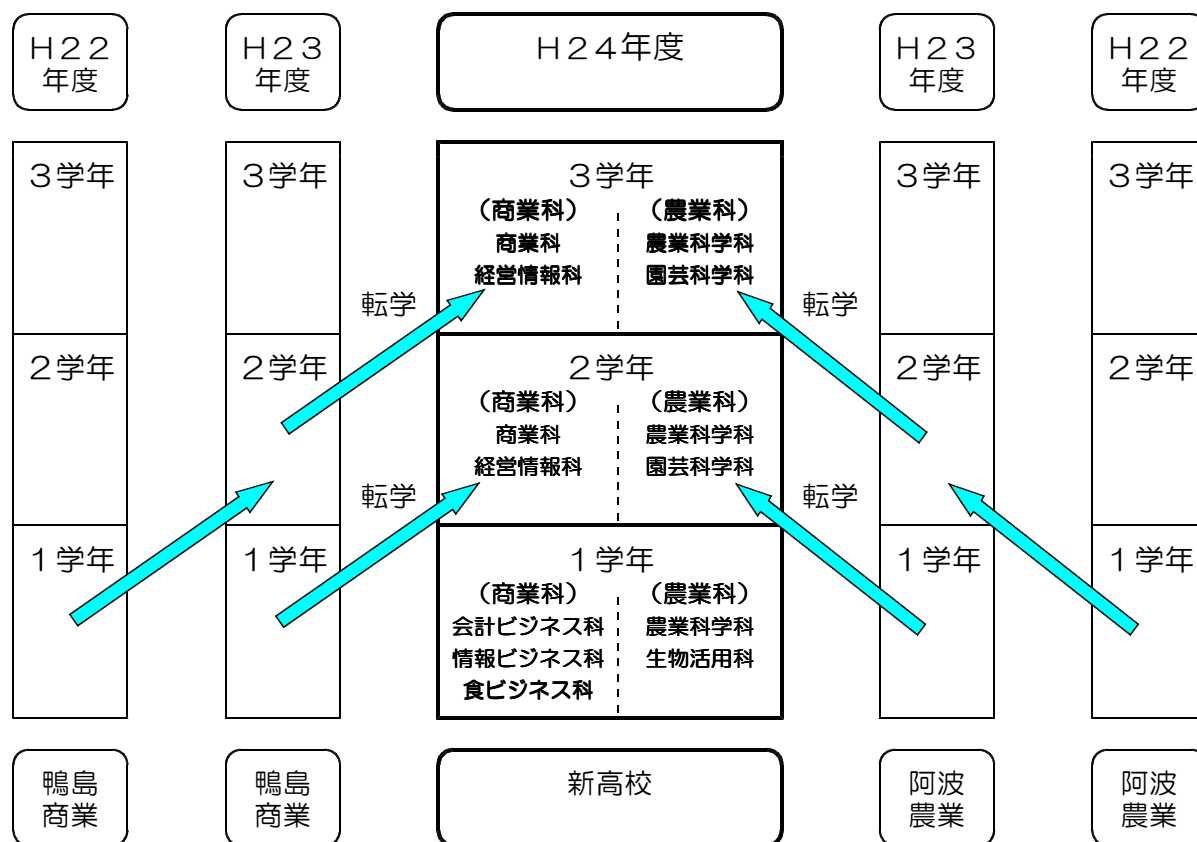 H22
年度
H23
年度
H24年度
H23
年度
H22
年度
3学年
3学年
3学年
(商業科)
商業科
経営情報科
(農業科)
農業科学科
園芸科学科
3学年
3学年
転学
転学
2学年
2学年
2学年
(商業科)
商業科
経営情報科
(農業科)
農業科学科
園芸科学科
2学年
2学年
転学
転学
1学年
1学年
1学年
(商業科)
会計ビジネス科
情報ビジネス科
食ビジネス科
(農業科)
農業科学科
生物活用科
1学年
1学年
鴨島
商業
鴨島
商業
新高校
阿波
農業
阿波
農業